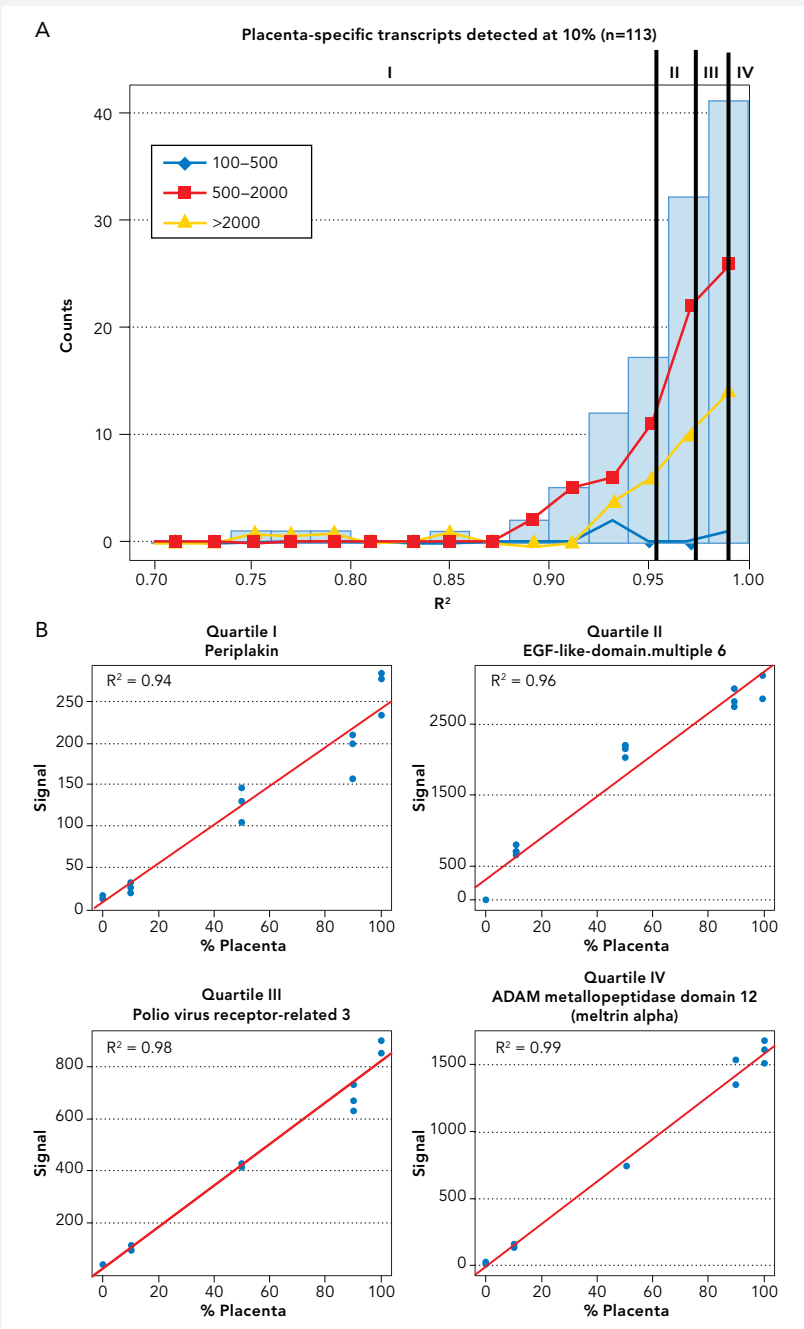 A
Placenta-specific transcripts detected at 10% (n=113)
I
II
III
IV
40
30
20
10
0
100–500
500–2000
>2000
Counts
0.70
0.75
0.80
0.85
0.90
0.95
1.00
R²
B
Quartile I
Periplakin
R² = 0.94
250
200
150
100
50
0
Signal
0
20
40
60
80
100
% Placenta
Quartile II
EGF-like-domain.multiple 6
R² = 0.96
2500
1500
500
0
Signal
0
20
40
60
80
100
% Placenta
Quartile III
Polio virus receptor-related 3
R² = 0.98
800
600
400
200
Signal
0
20
40
60
80
100
% Placenta
Quartile IV
ADAM metallopeptidase domain 12
(meltrin alpha)
R² = 0.99
1500
1000
500
0
Signal
0
20
40
60
80
100
% Placenta